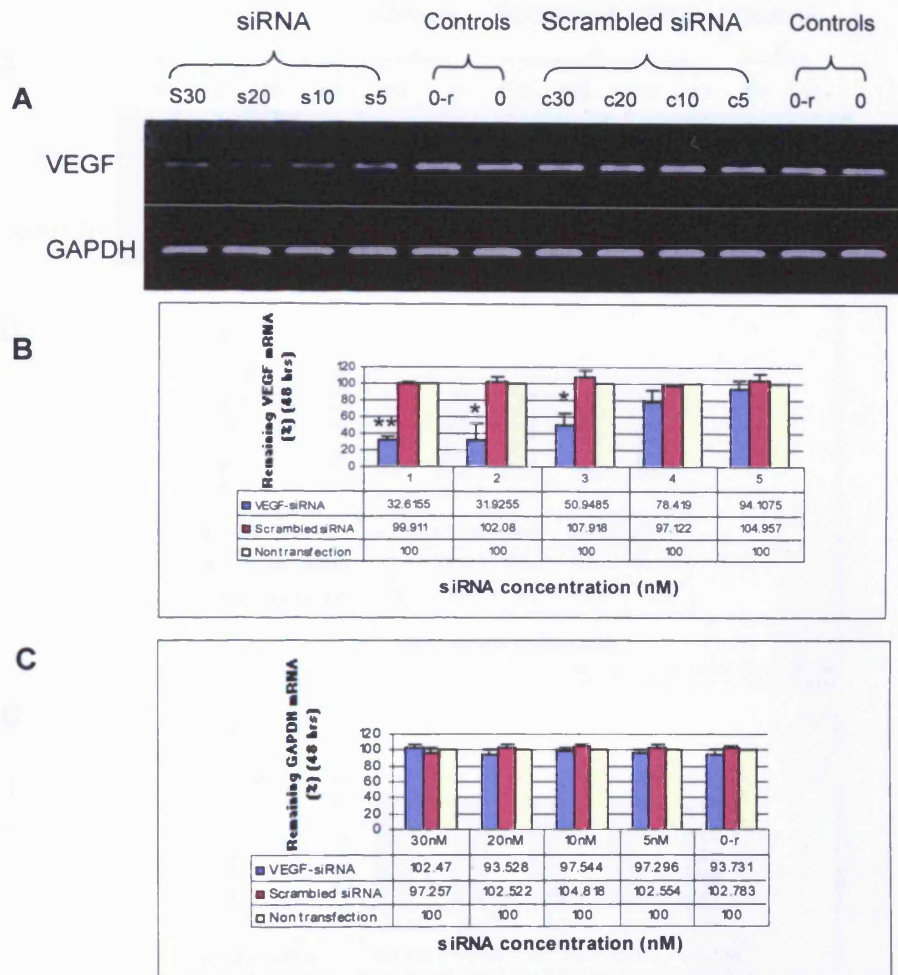 siRNA Controls Scrambled siRNA Controls
A
S30 s20 s10 s5 0-r 0 c30 c20 c10 c5 0-r 0
VEGF
GAPDH
B
Remaining VEGF mRNA
(%) (48 hrs)
120
100
80
60
40
20
0
** * *
1 2 3 4 5
VEGF-siRNA 32.6155 31.9255 50.9485 78.419 94.1075
Scrambled siRNA 99.911 102.08 107.918 97.122 104.957
Non transfection 100 100 100 100 100
siRNA concentration (nM)
C
Remaining GAPDH mRNA
(%) (48 hrs)
120
100
80
60
40
20
0
30nM 20nM 10nM 5nM 0-r
VEGF-siRNA 102.47 93.528 97.544 97.296 93.731
Scrambled siRNA 97.257 102.522 104.818 102.554 102.783
Non transfection 100 100 100 100 100
siRNA concentration (nM)